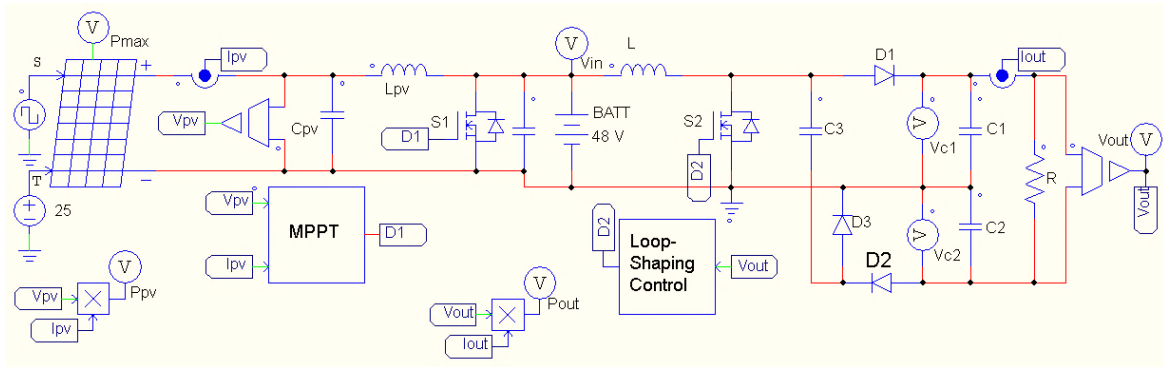 V
Pmax
S
+
Ipv
V
Vin
L
D1
Iout
Lpv
Vpv
Cpv
D1
S1
BATT
48 V
S2
D2
C3
V
Vc1
C1
Vout
V
R
Vout
T
−
25
Vpv
Ipv
MPPT
D1
D2
Loop-
Shaping
Control
Vout
D3
D2
V
Vc2
C2
Vpv
Ipv
V
Ppv
Vout
Iout
V
Pout